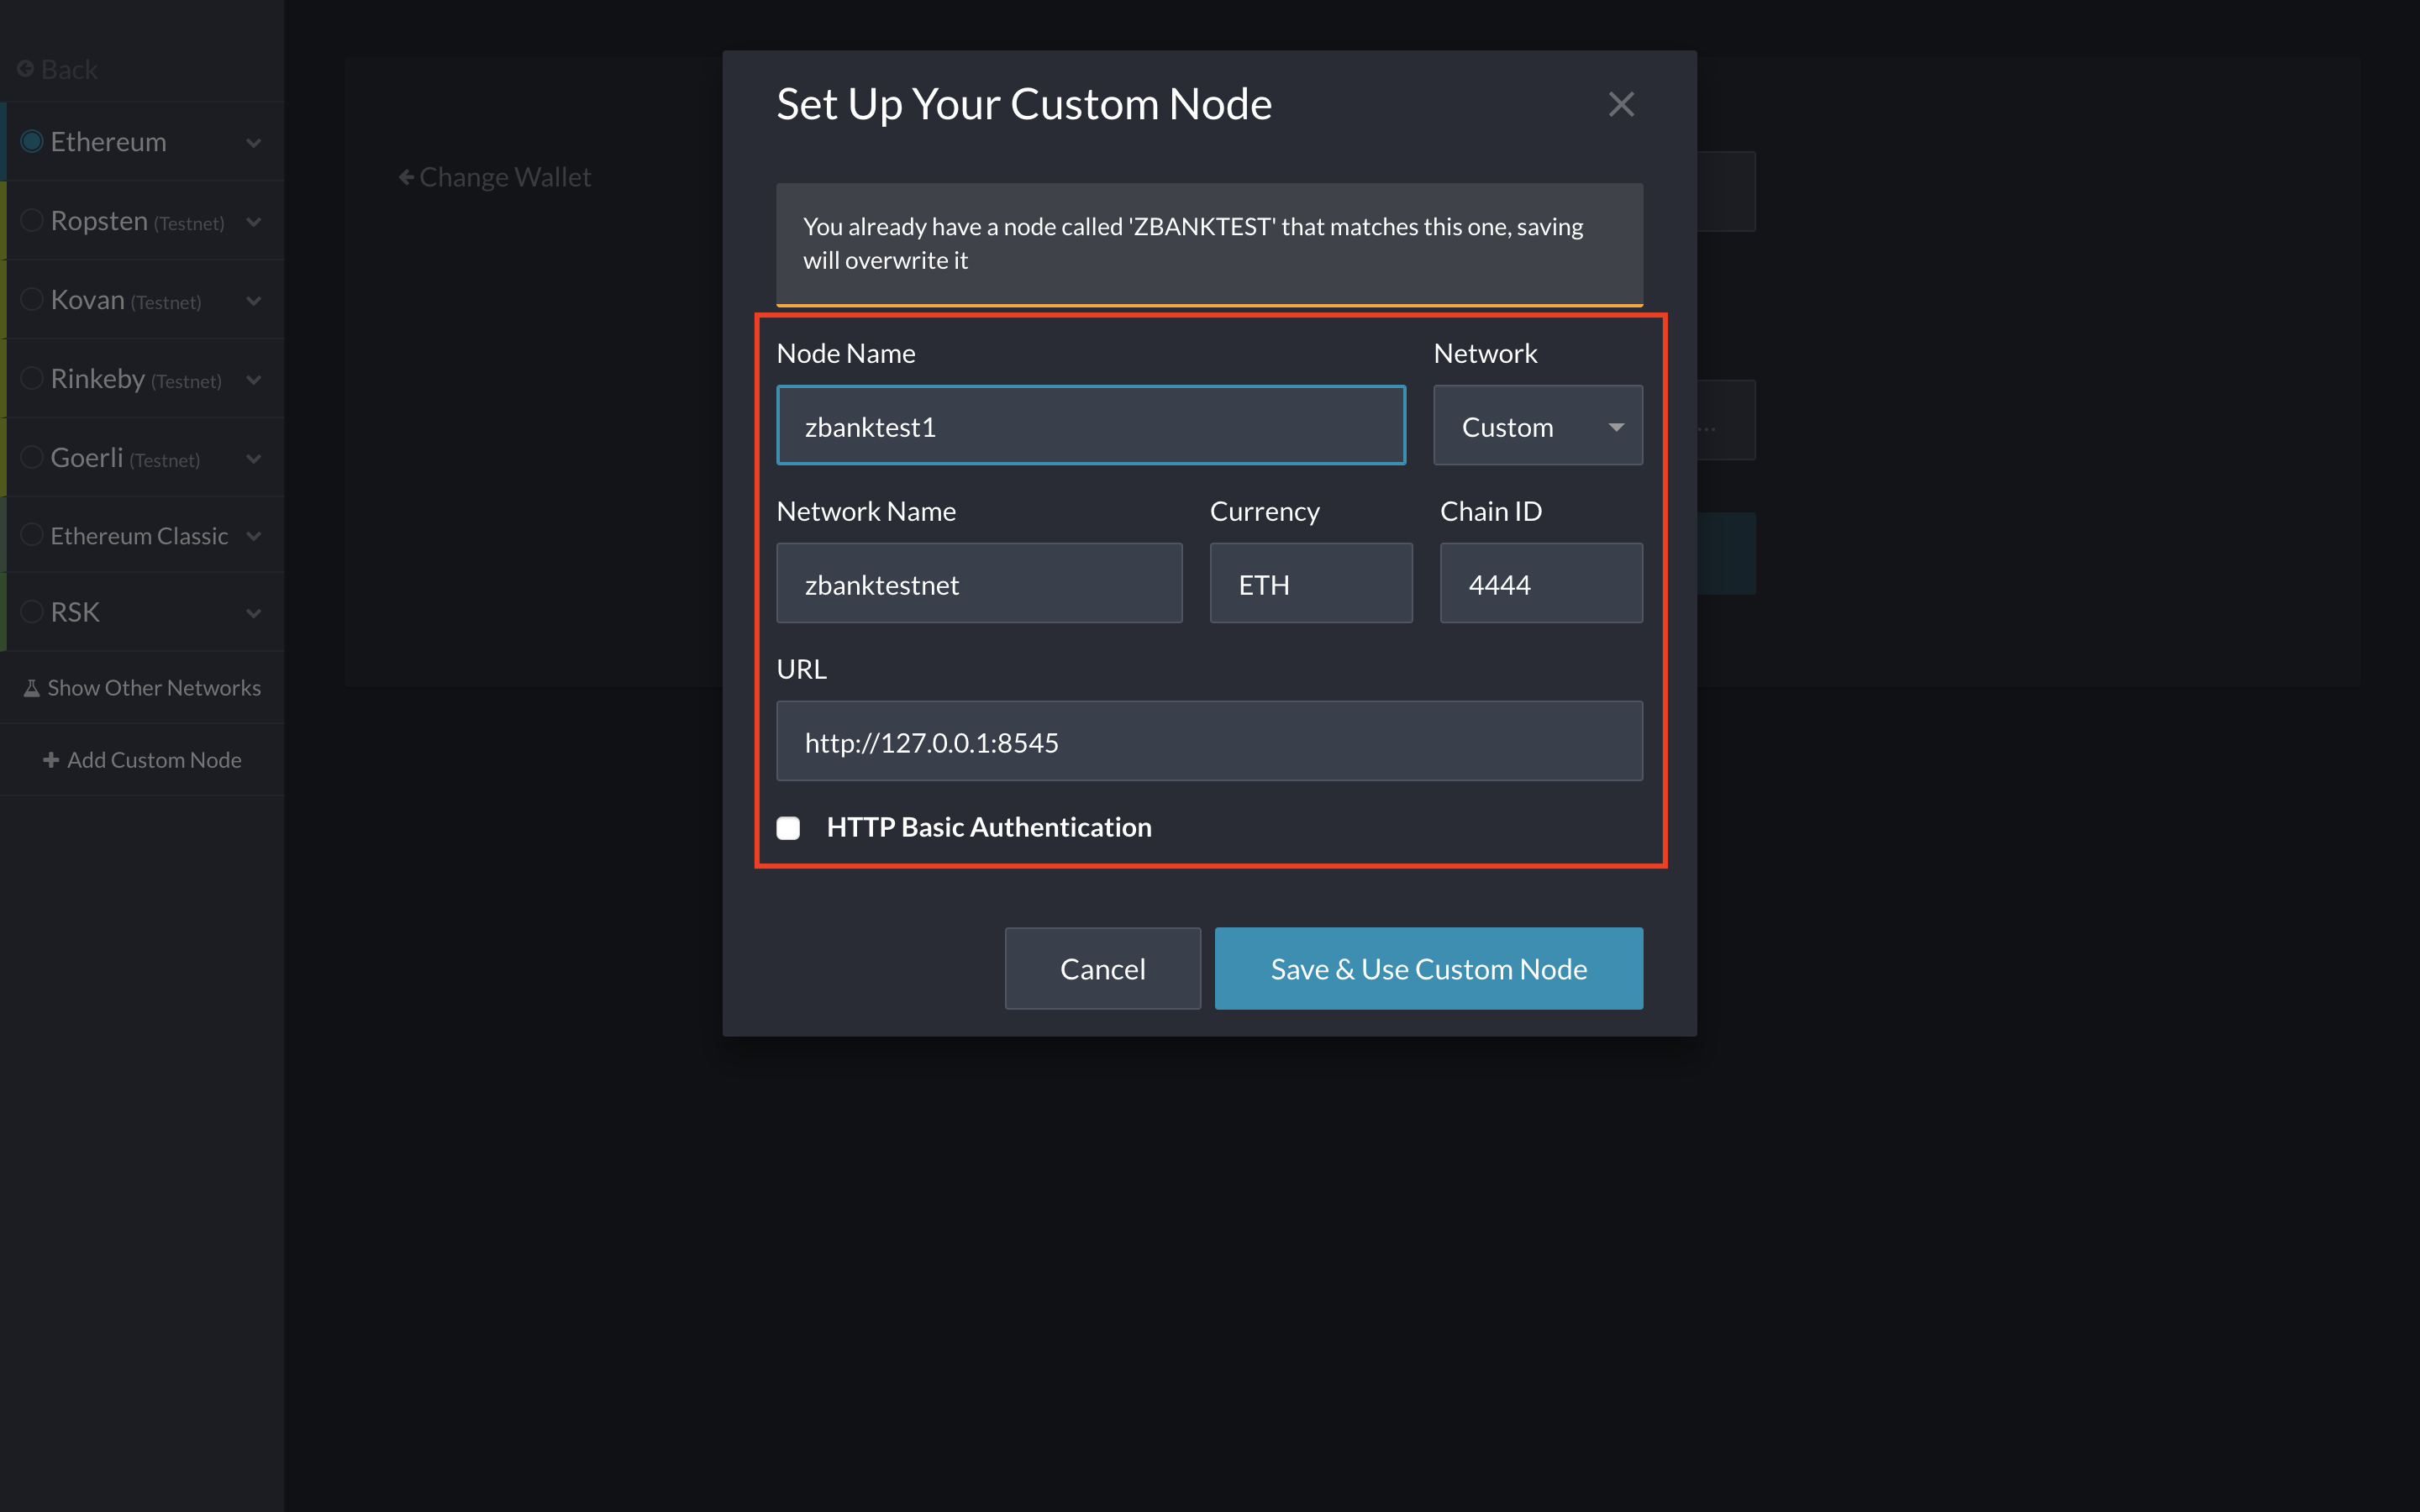 Back
Ethereum
Ropsten (Testnet)
Kovan (Testnet)
Rinkeby (Testnet)
Goerli (Testnet)
Ethereum Classic
RSK
Show Other Networks
Add Custom Node
Change Wallet
Set Up Your Custom Node
You already have a node called 'ZBANKTEST' that matches this one, saving
will overwrite it
Node Name
Network
zbanktest1
Custom
Network Name
Currency
Chain ID
zbanktestnet
ETH
4444
URL
http://127.0.0.1:8545
HTTP Basic Authentication
Cancel
Save & Use Custom Node
...